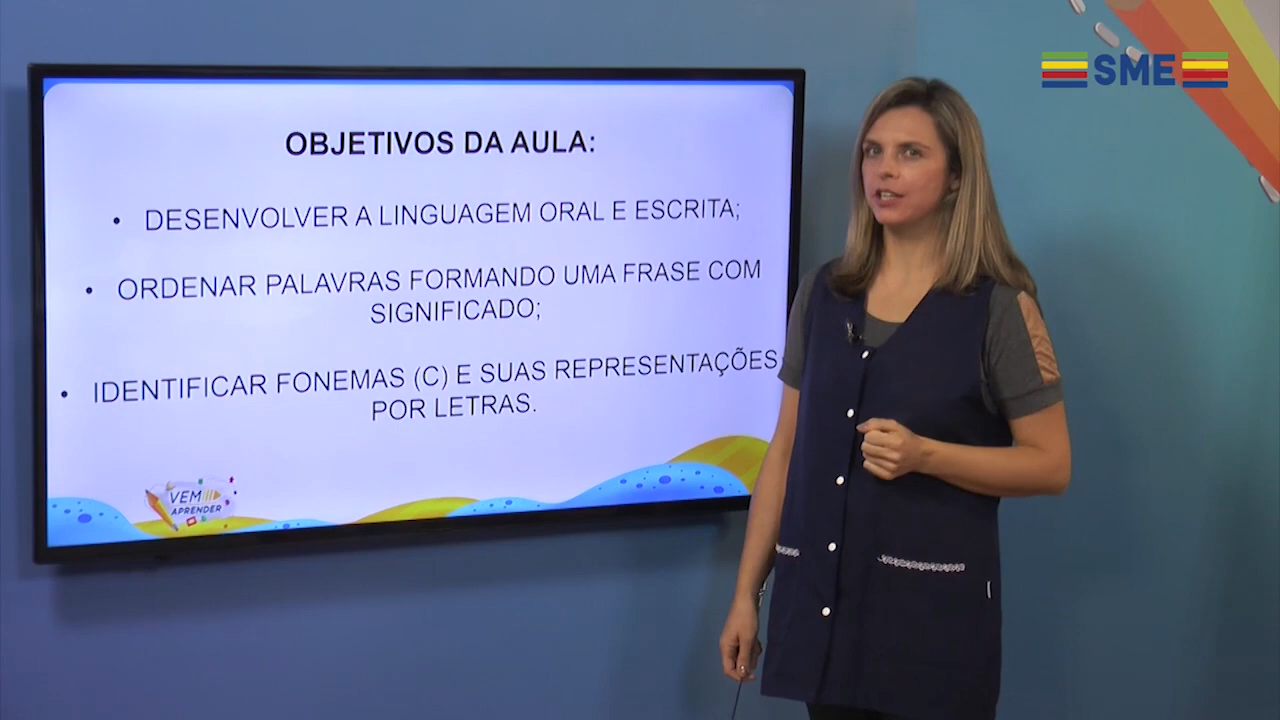 SME
OBJETIVOS DA AULA:
• DESENVOLVER A LINGUAGEM ORAL E ESCRITA;
• ORDENAR PALAVRAS FORMANDO UMA FRASE COM
SIGNIFICADO;
• IDENTIFICAR FONEMAS (C) E SUAS REPRESENTAÇÕES
POR LETRAS.
VEM
APRENDER